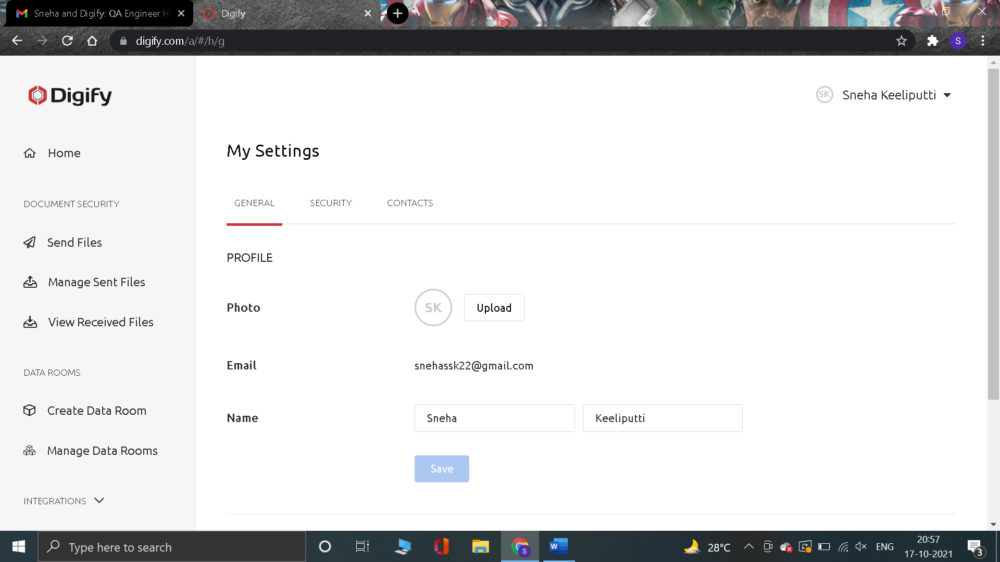 Sneha and Digify: QA Engineer Hi
Digify
digify.com/a/#/h/g
S
Digify
SK Sneha Keeliputti
Home
My Settings
DOCUMENT SECURITY
GENERAL SECURITY CONTACTS
Send Files
PROFILE
Manage Sent Files
Photo SK Upload
View Received Files
Email snehassk22@gmail.com
DATA ROOMS
Create Data Room
Name Sneha Keeliputti
Manage Data Rooms
Save
INTEGRATIONS
Type here to search
S
W
28°C
ENG
20:57
17-10-2021
3